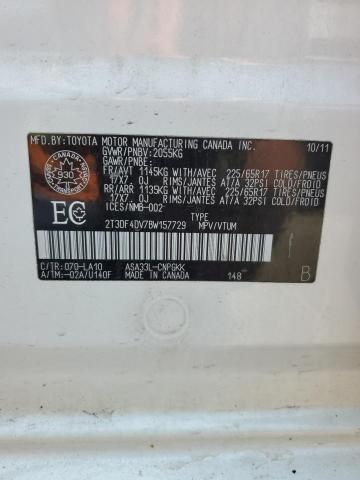 MFD.BY:TOYOTA MOTOR MANUFACTURING CANADA INC. 10/11
GVWR/PNBV:2055KG
GAWR/PNBE:
FR/AVT 1145KG WITH/AVEC 225/65R17 TIRES/PNEUS
17X7.0J RIMS/JANTES AT/A 32PSI COLD/FROID
RR/ARR 1135KG WITH/AVEC 225/65R17 TIRES/PNEUS
17X7.0J RIMS/JANTES AT/A 32PSI COLD/FROID
ICES/NMB-002 TYPE
2T3DF4DV7BW157729 MPV/VTUM
CANADA
930
EC
C/TR: 070-LA10 ASA33L-CNPGKK
A/TM:-02A/U140F MADE IN CANADA 148 B